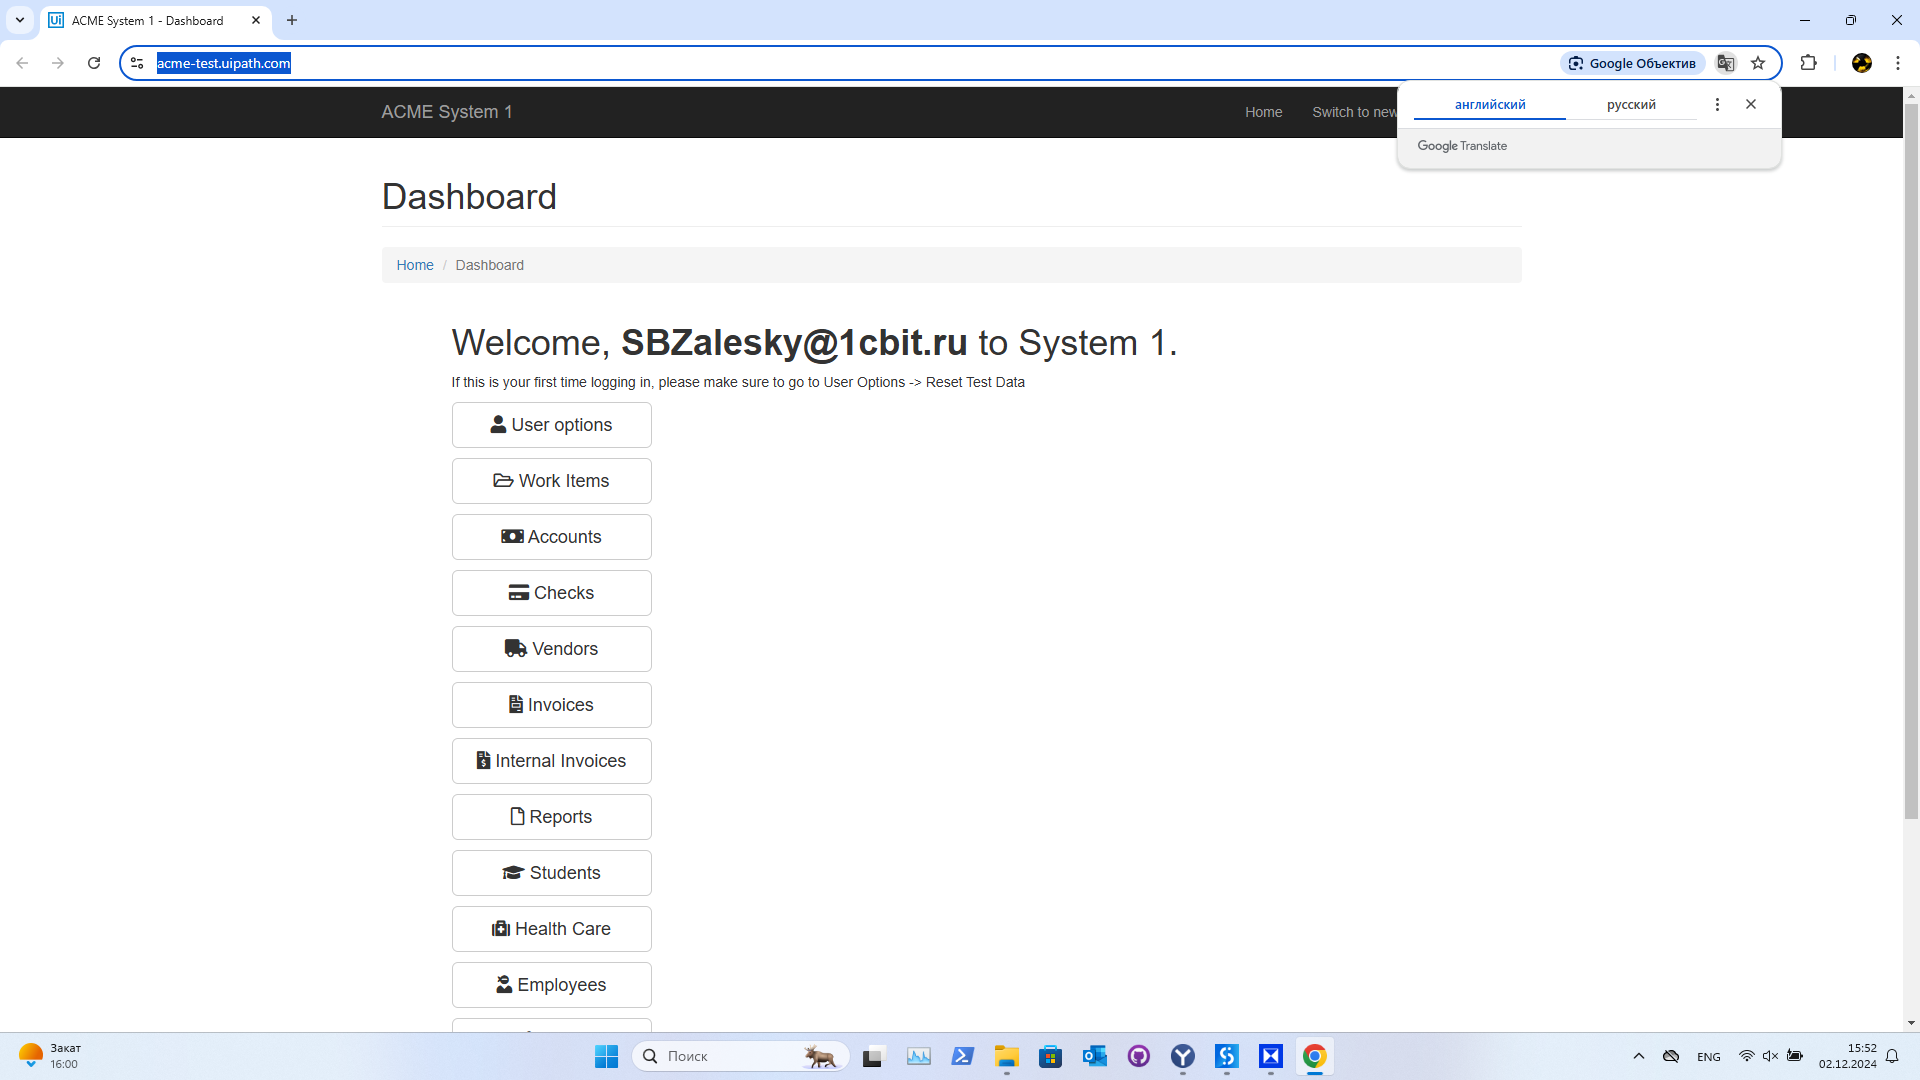 ACME System 1 - Dashboard
acme-test.uipath.com
Google Объектив
английский русский
Google Translate
ACME System 1
Home Switch to new
Dashboard
Home / Dashboard
Welcome, SBZalesky@1cbit.ru to System 1.
If this is your first time logging in, please make sure to go to User Options -> Reset Test Data
User options
Work Items
Accounts
Checks
Vendors
Invoices
Internal Invoices
Reports
Students
Health Care
Employees
Закат
16:00
Поиск
ENG
15:52
02.12.2024